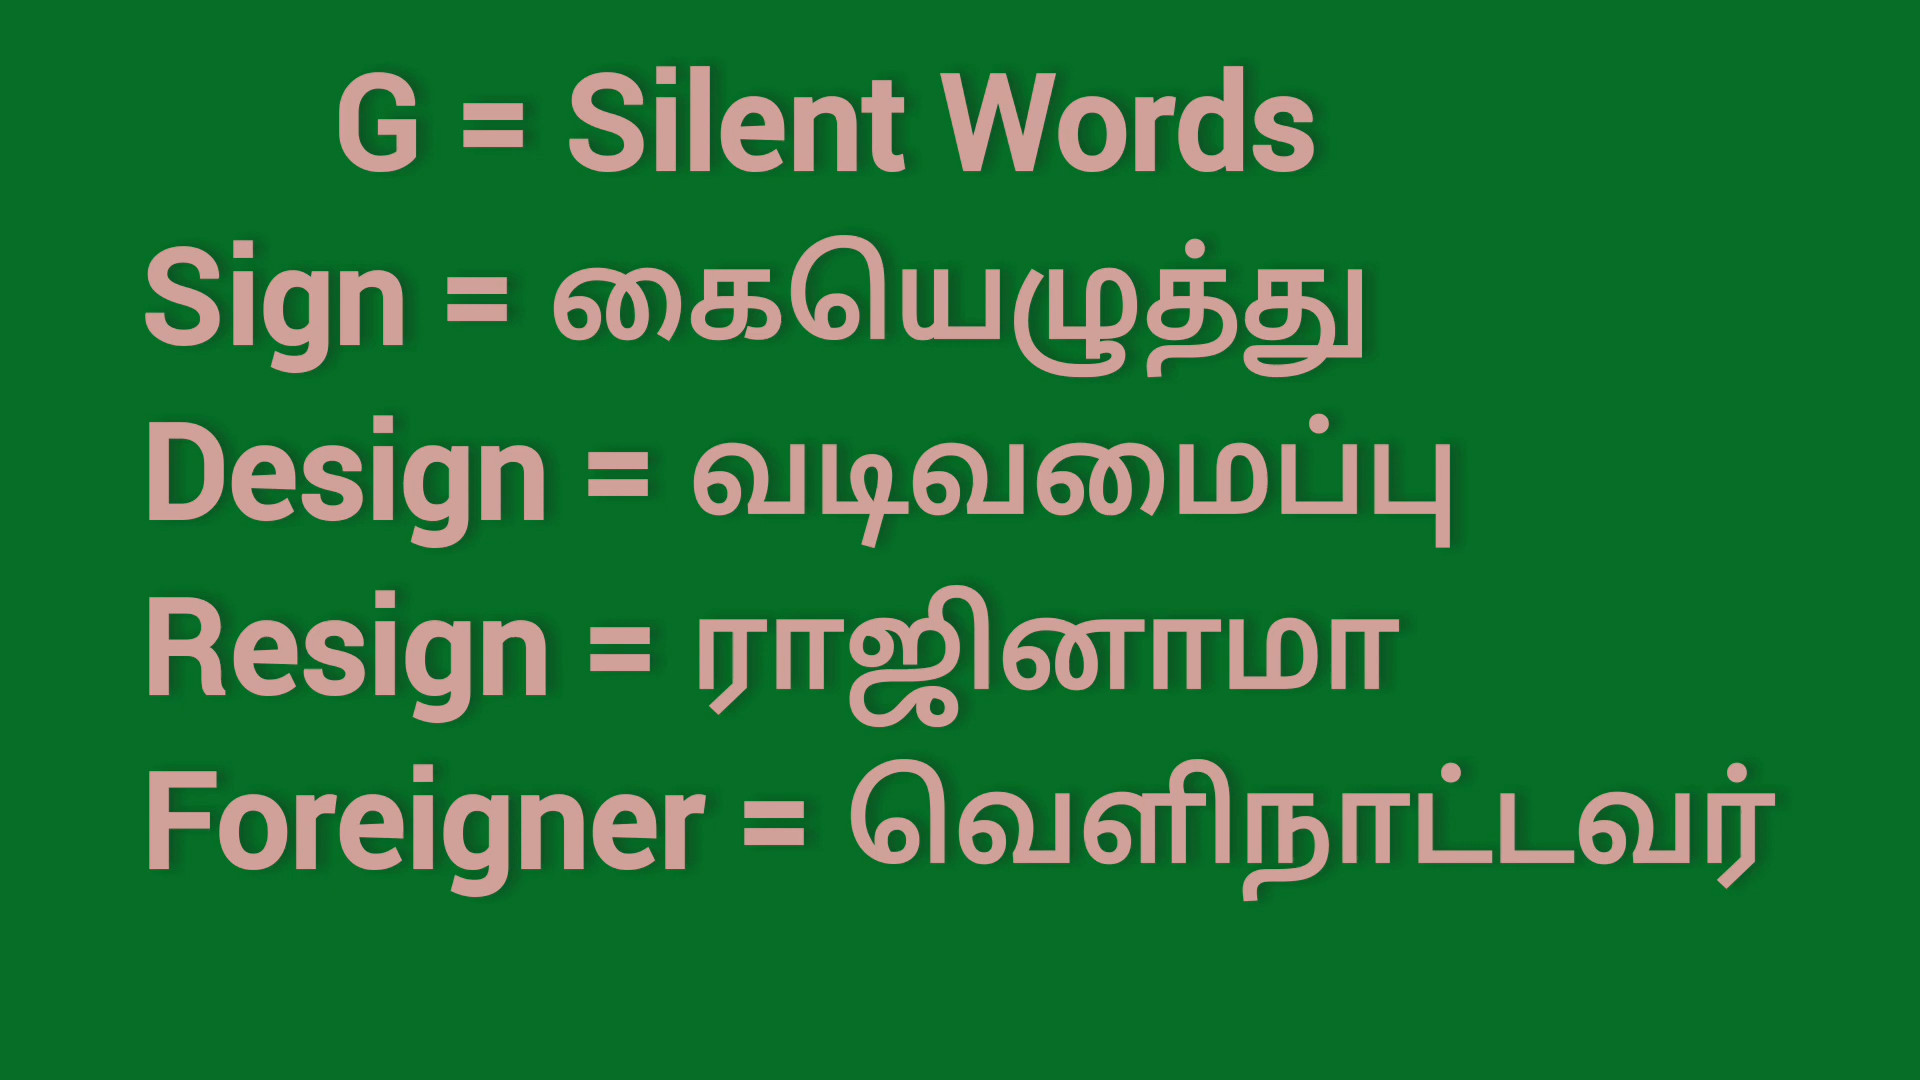 G = Silent Words
Sign = கையெழுத்து
Design = வடிவமைப்பு
Resign = ராஜினாமா
Foreigner = வெளிநாட்டவர்